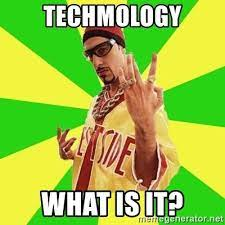 TECHMOLOGY
WHAT IS IT?
memegenerator.net